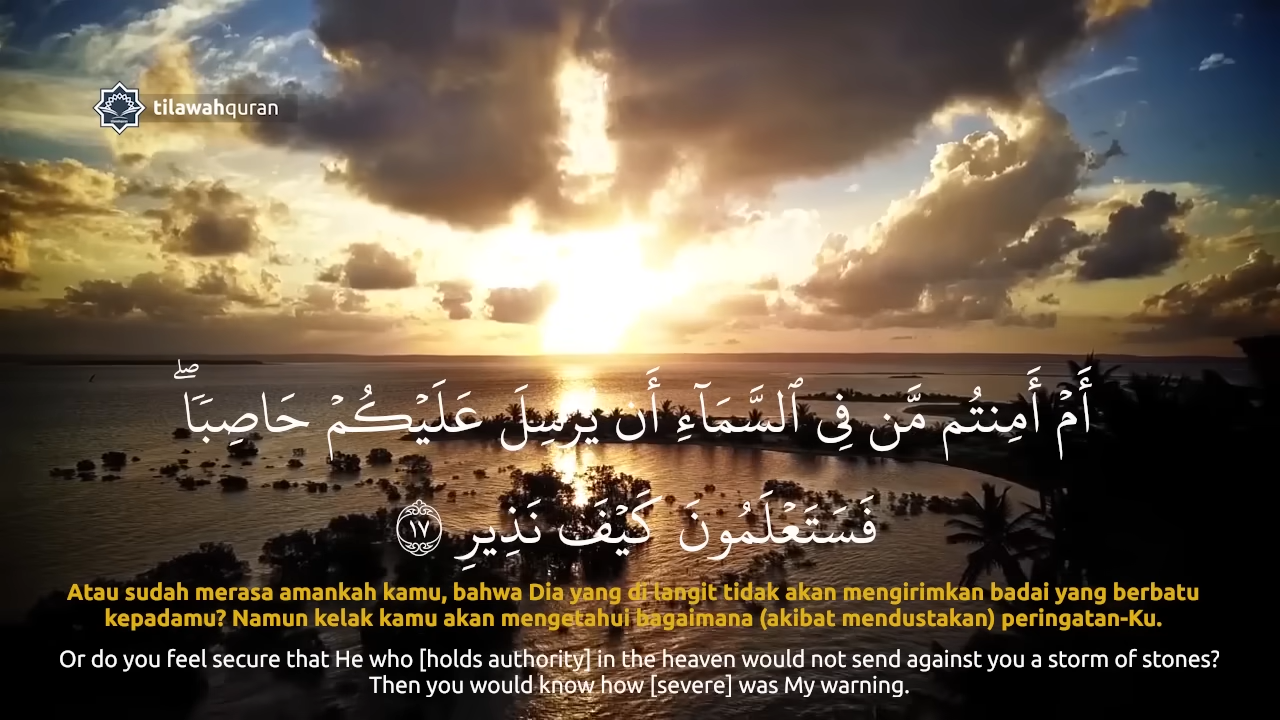 tilawahquran
أَمْ أَمِنتُم مَّن فِى ٱلسَّمَآءِ أَن يُرْسِلَ عَلَيْكُمْ حَاصِبًا ۖ
فَسَتَعْلَمُونَ كَيْفَ نَذِيرِ ١٧
Atau sudah merasa amankah kamu, bahwa Dia yang di langit tidak akan mengirimkan badai yang berbatu
kepadamu? Namun kelak kamu akan mengetahui bagaimana (akibat mendustakan) peringatan-Ku.
Or do you feel secure that He who [holds authority] in the heaven would not send against you a storm of stones?
Then you would know how [severe] was My warning.